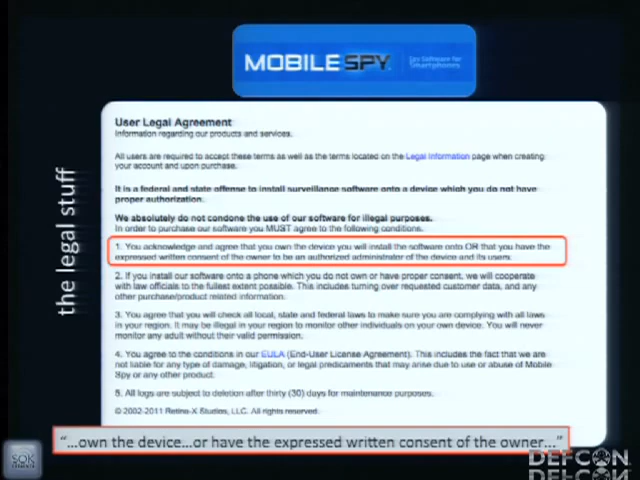 MOBILE SPY
Spy Software for
Smartphones
the legal stuff
User Legal Agreement
Information regarding our products and services.
All users are required to accept these terms as well as the terms located on the Legal Information page when creating
your account and upon purchase.
It is a federal and state offense to install surveillance software onto a device which you do not have
proper authorization.
We absolutely do not condone the use of our software for illegal purposes.
In order to purchase our software you MUST agree to the following conditions.
1. You acknowledge and agree that you own the device you will install the software onto OR that you have the
expressed written consent of the owner to be an authorized administrator of the device and its users.
2. If you install our software onto a phone which you do not own or have proper consent, we will cooperate
with law officials to the fullest extent possible. This includes turning over requested customer data, and any
other purchase/product related information.
3. You agree that you will check all local, state and federal laws to make sure you are complying with all laws
in your region. It may be illegal in your region to monitor other individuals on your own device. You will never
monitor any adult without their valid permission.
4. You agree to the conditions in our EULA (End-User License Agreement). This includes the fact that we are
not liable for any type of damage, litigation, or legal predicaments that may arise due to use or abuse of Mobile
Spy or any other product.
5. All logs are subject to deletion after thirty (30) days for maintenance purposes.
© 2002-2011 Retina-X Studios, LLC. All rights reserved.
"...own the device...or have the expressed written consent of the owner..."
SOK
DEFCON
DEFCON